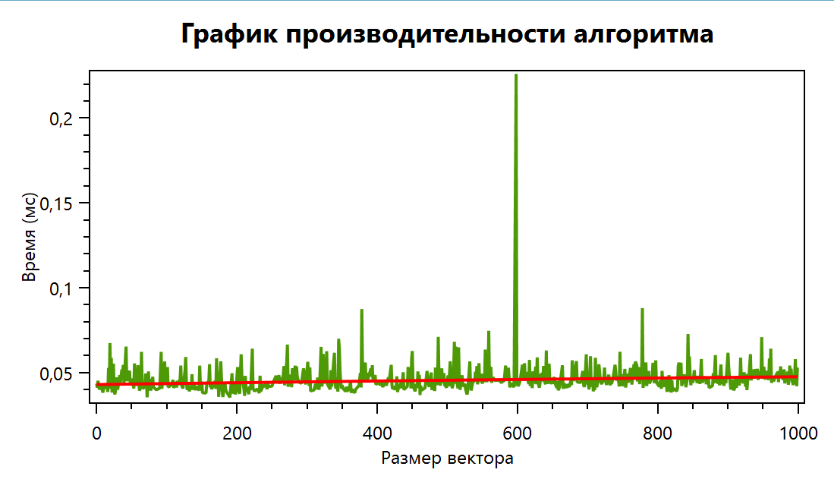 График производительности алгоритма
0,2
0,15
0,1
0,05
Время (мс)
0 200 400 600 800 1000
Размер вектора